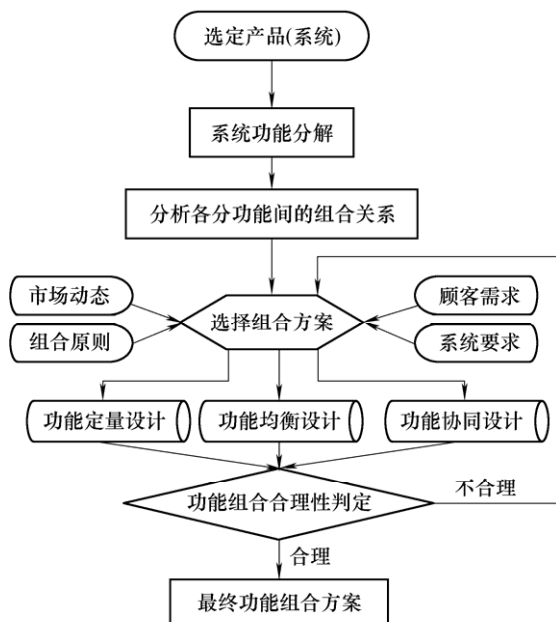 选定产品(系统)
系统功能分解
分析各分功能间的组合关系
市场动态
顾客需求
选择组合方案
组合原则
系统要求
功能定量设计
功能均衡设计
功能协同设计
不合理
功能组合合理性判定
合理
最终功能组合方案